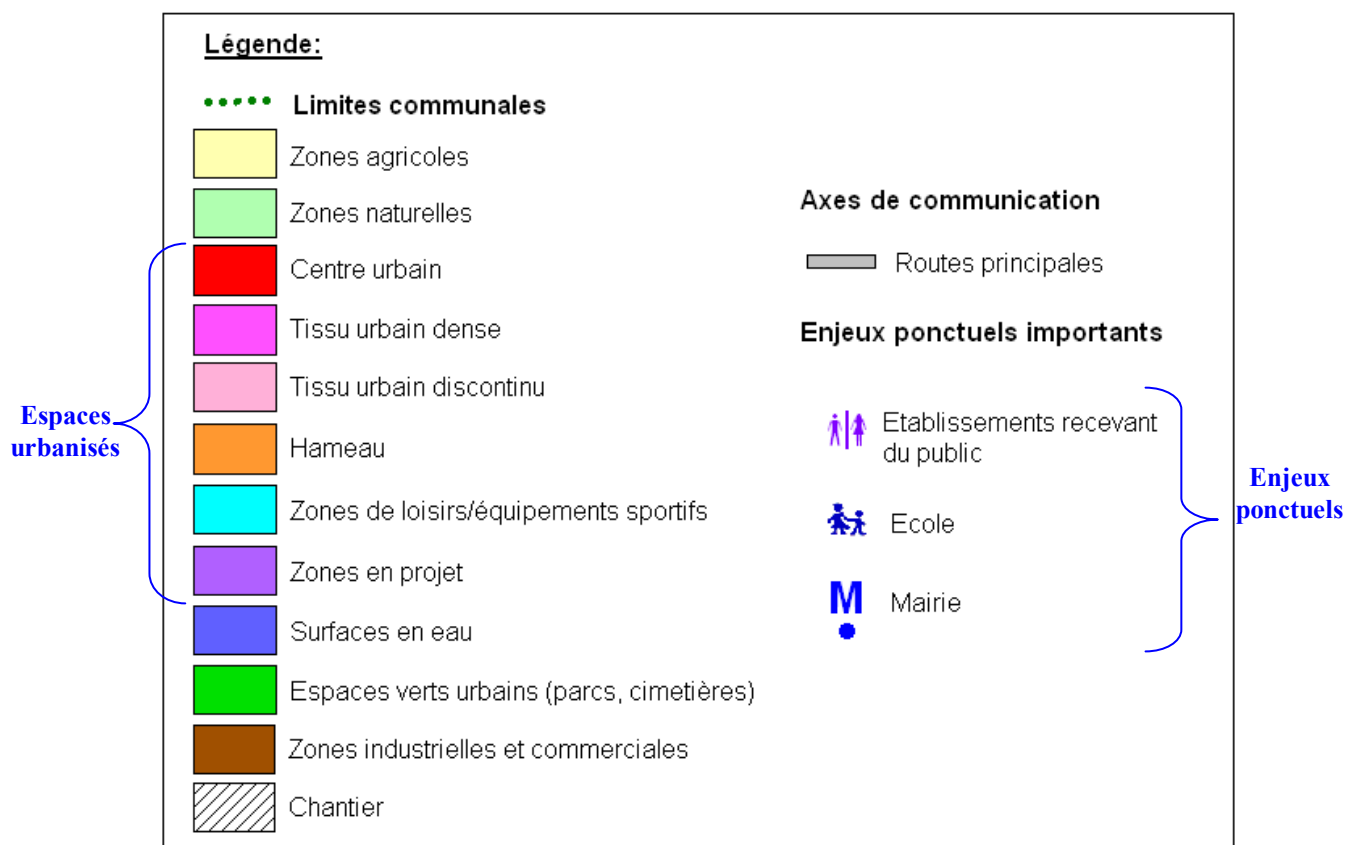 Légende:
Limites communales
Zones agricoles
Zones naturelles
Centre urbain
Tissu urbain dense
Tissu urbain discontinu
Hameau
Zones de loisirs/équipements sportifs
Zones en projet
Surfaces en eau
Espaces verts urbains (parcs, cimetières)
Zones industrielles et commerciales
Chantier
Espaces
urbanisés
Axes de communication
Routes principales
Enjeux ponctuels importants
Etablissements recevant
du public
Ecole
M
Mairie
Enjeux
ponctuels